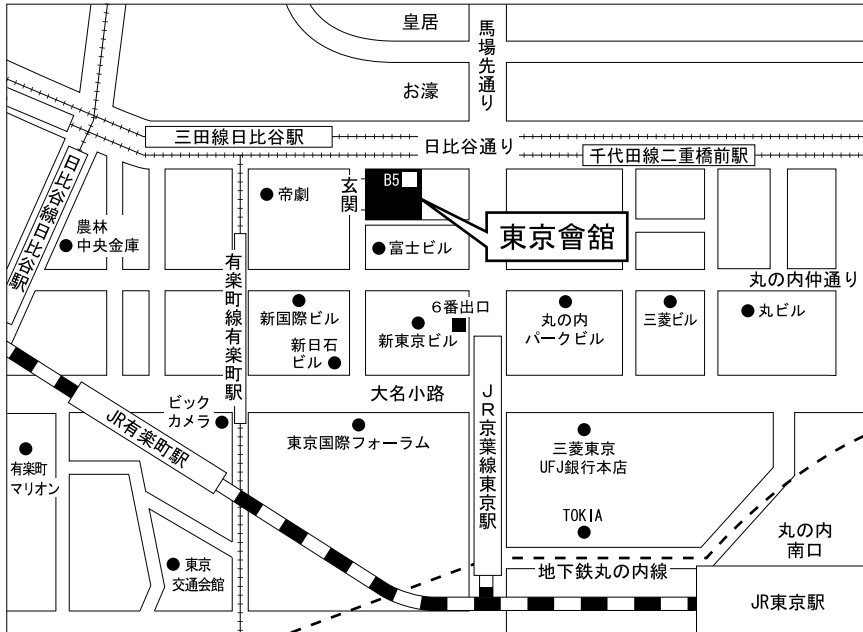 皇居
馬場先通り
お濠
三田線日比谷駅
日比谷通り
千代田線二重橋前駅
日比谷線日比谷駅
農林
中央金庫
帝劇
玄関
B5
東京會舘
富士ビル
有楽町線有楽町駅
丸の内仲通り
新国際ビル
6番出口
新東京ビル
丸の内
パークビル
三菱ビル
丸ビル
新日石
ビル
大名小路
JR京葉線東京駅
ビック
カメラ
JR有楽町駅
東京国際フォーラム
三菱東京
UFJ銀行本店
有楽町
マリオン
TOKIA
丸の内
南口
東京
交通会館
地下鉄丸の内線
JR東京駅